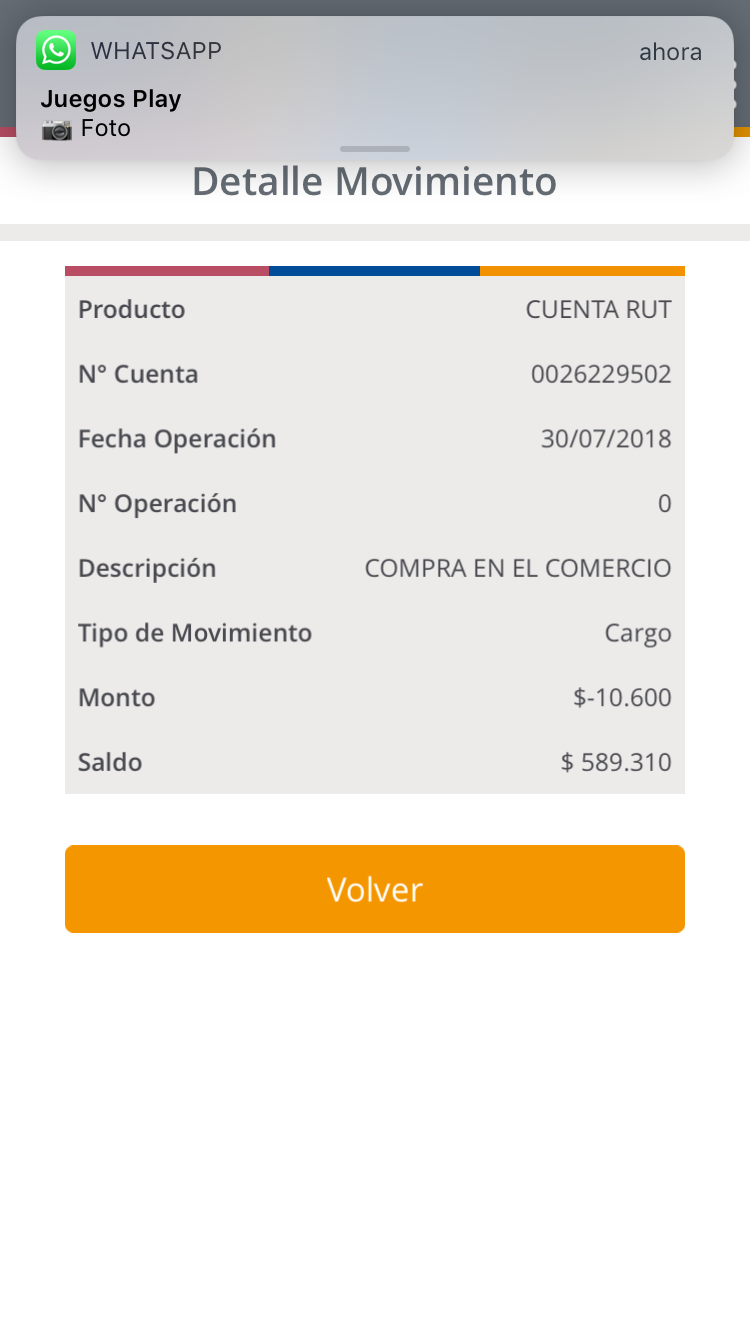 WHATSAPP ahora
Juegos Play
📷 Foto
Detalle Movimiento
Producto CUENTA RUT
N° Cuenta 0026229502
Fecha Operación 30/07/2018
N° Operación 0
Descripción COMPRA EN EL COMERCIO
Tipo de Movimiento Cargo
Monto $-10.600
Saldo $ 589.310
Volver